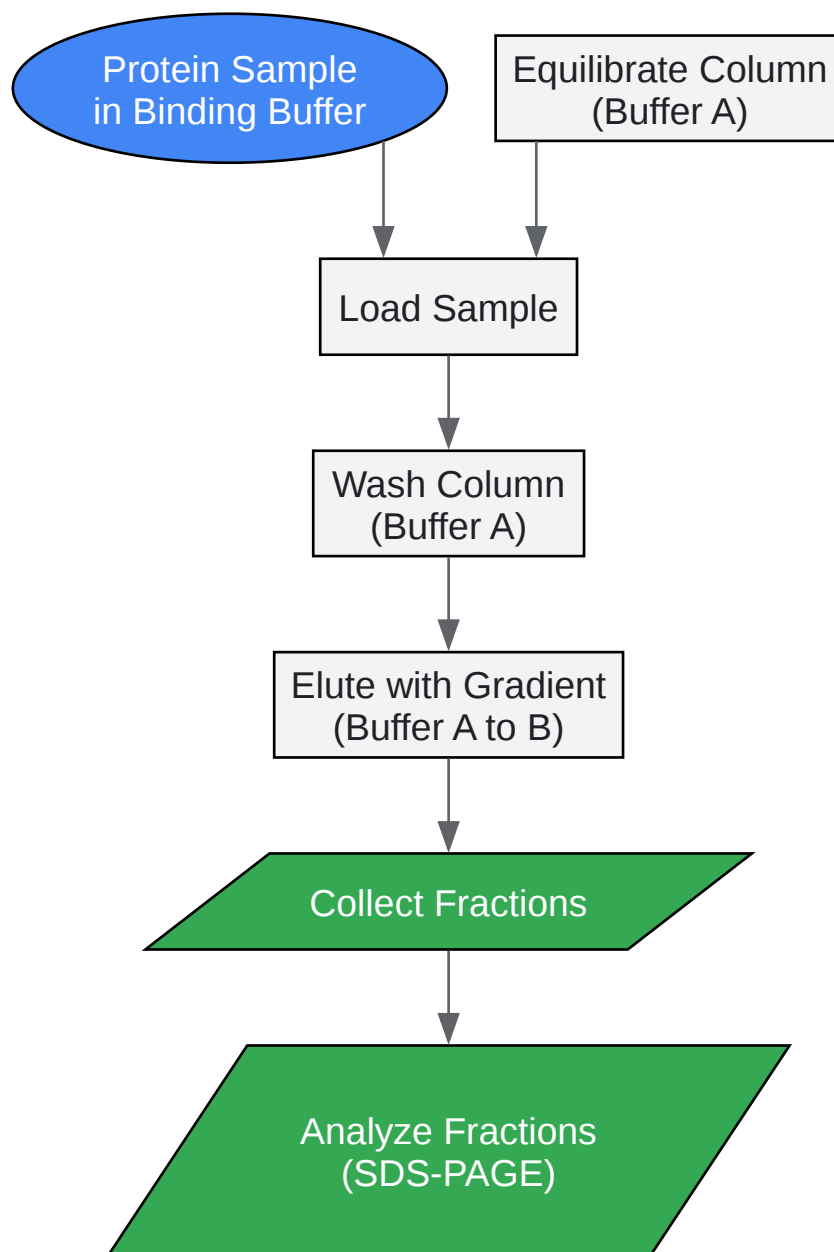 Protein Sample
in Binding Buffer
Equilibrate Column
(Buffer A)
Load Sample
Wash Column
(Buffer A)
Elute with Gradient
(Buffer A to B)
Collect Fractions
Analyze Fractions
(SDS-PAGE)